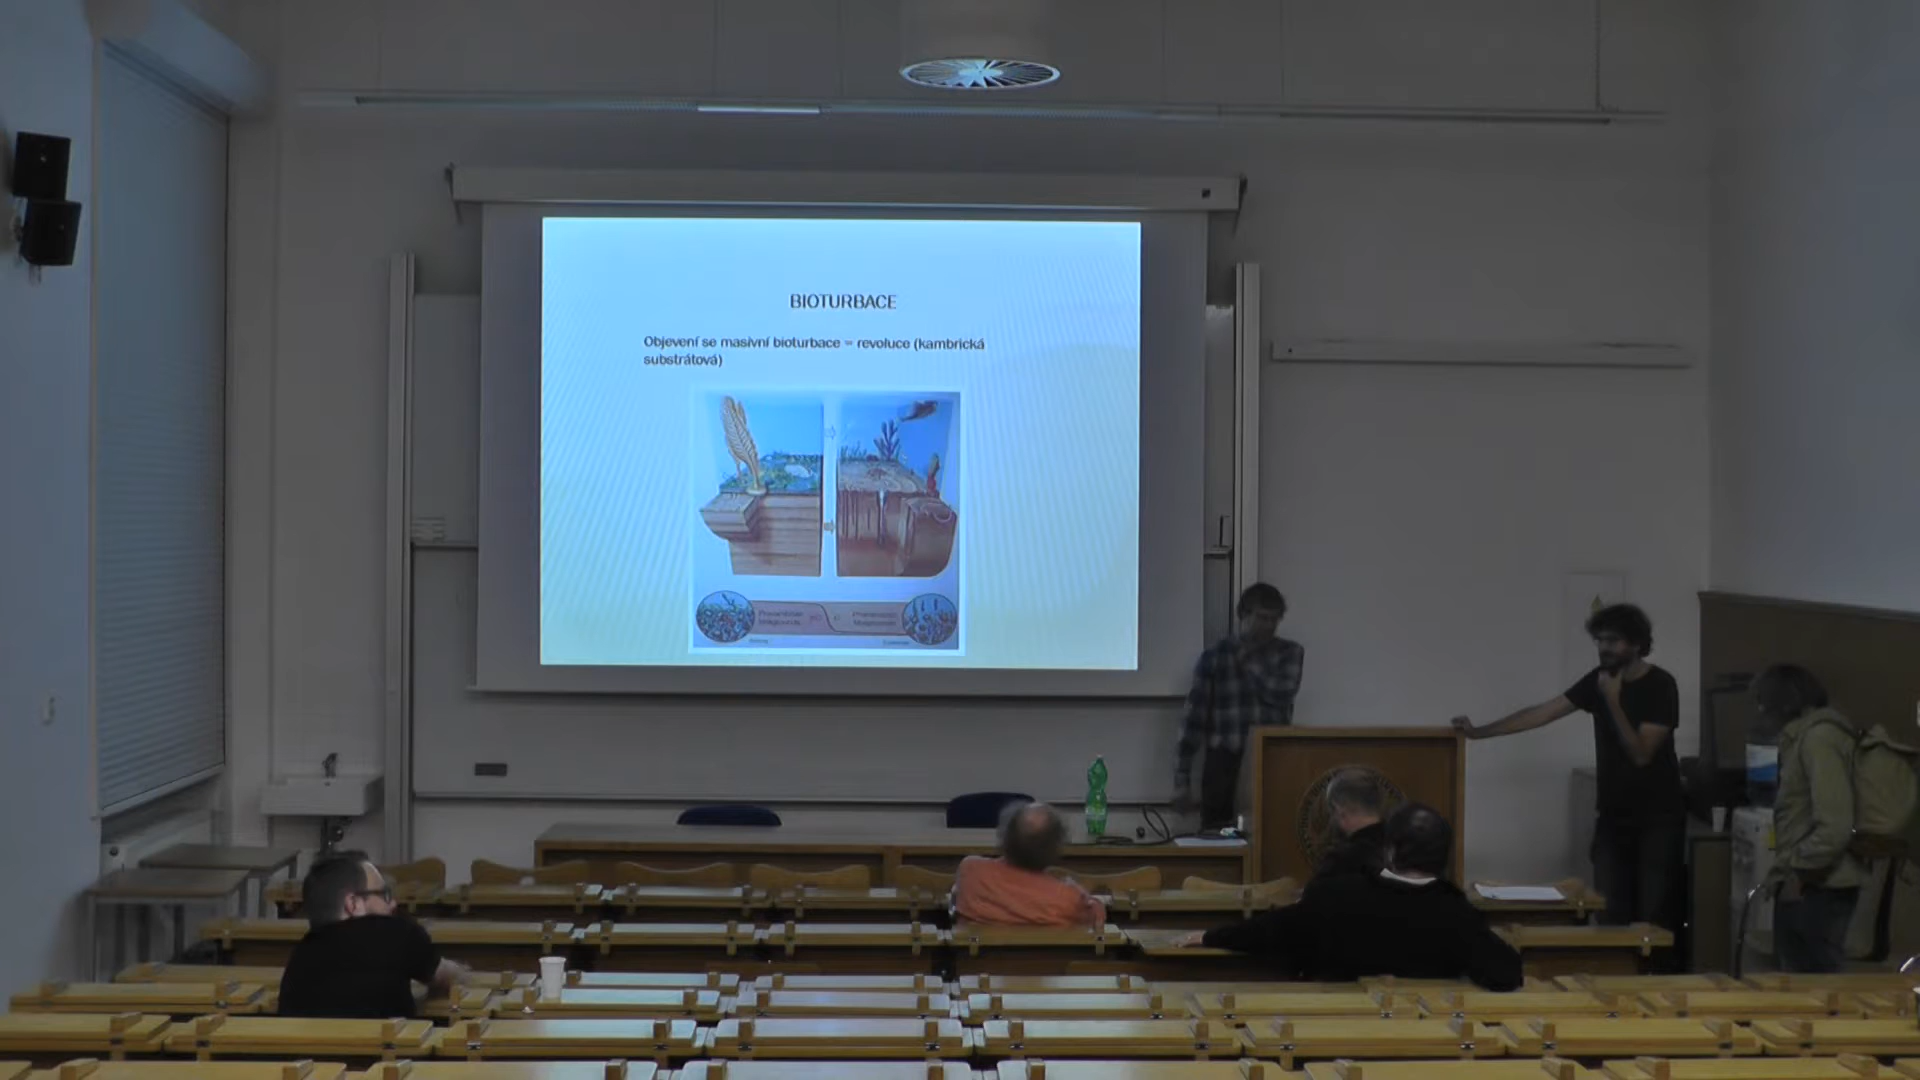 BIOTURBACE
Objevení se masivní bioturbace = revoluce (kambrická
substrátová)